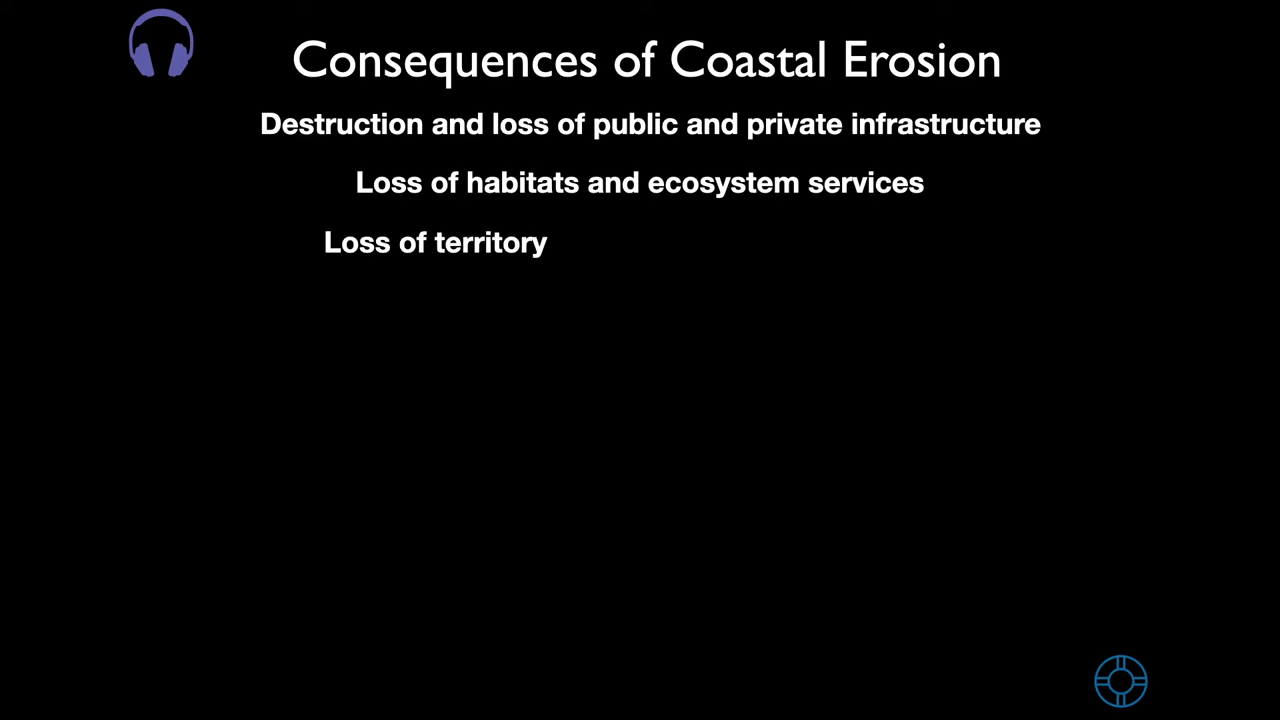 Consequences of Coastal Erosion
Destruction and loss of public and private infrastructure
Loss of habitats and ecosystem services
Loss of territory